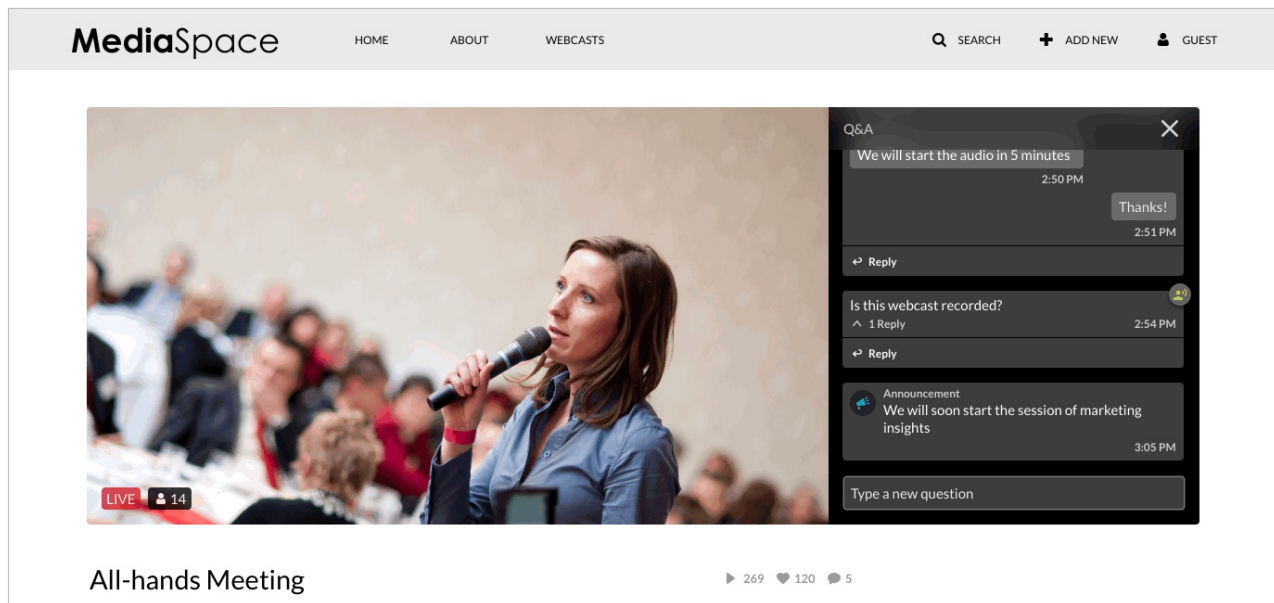 MediaSpace HOME ABOUT WEBCASTS SEARCH ADD NEW GUEST
Q&A
We will start the audio in 5 minutes
2:50 PM
Thanks!
2:51 PM
Reply
Is this webcast recorded?
1 Reply 2:54 PM
Reply
Announcement
We will soon start the session of marketing
insights
3:05 PM
Type a new question
LIVE 14
All-hands Meeting 269 120 5